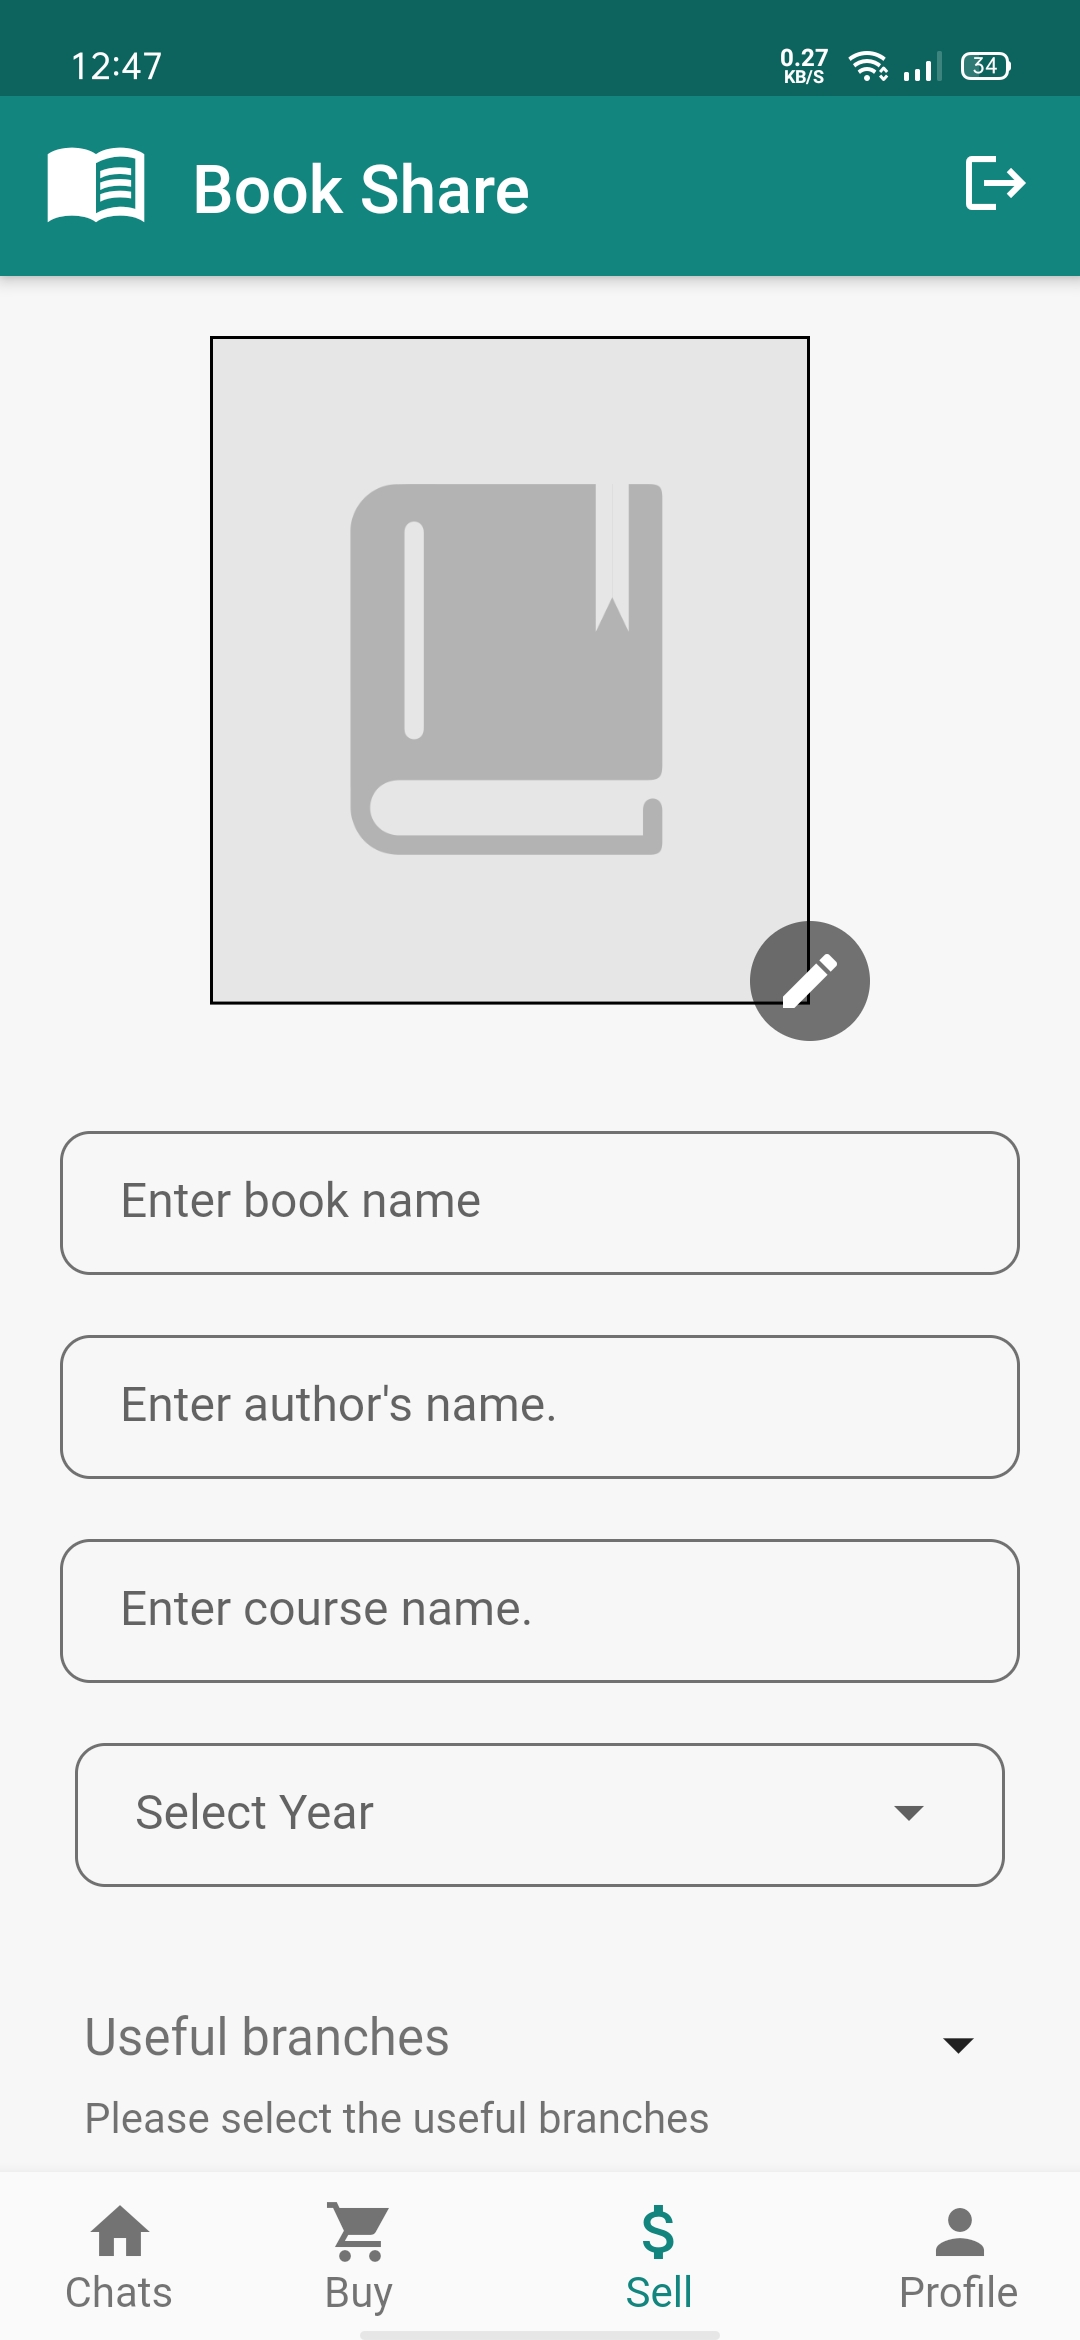 12:47
0.27
KB/S
34
Book Share
Enter book name
Enter author's name.
Enter course name.
Select Year
Useful branches
Please select the useful branches
Chats
Buy
Sell
Profile